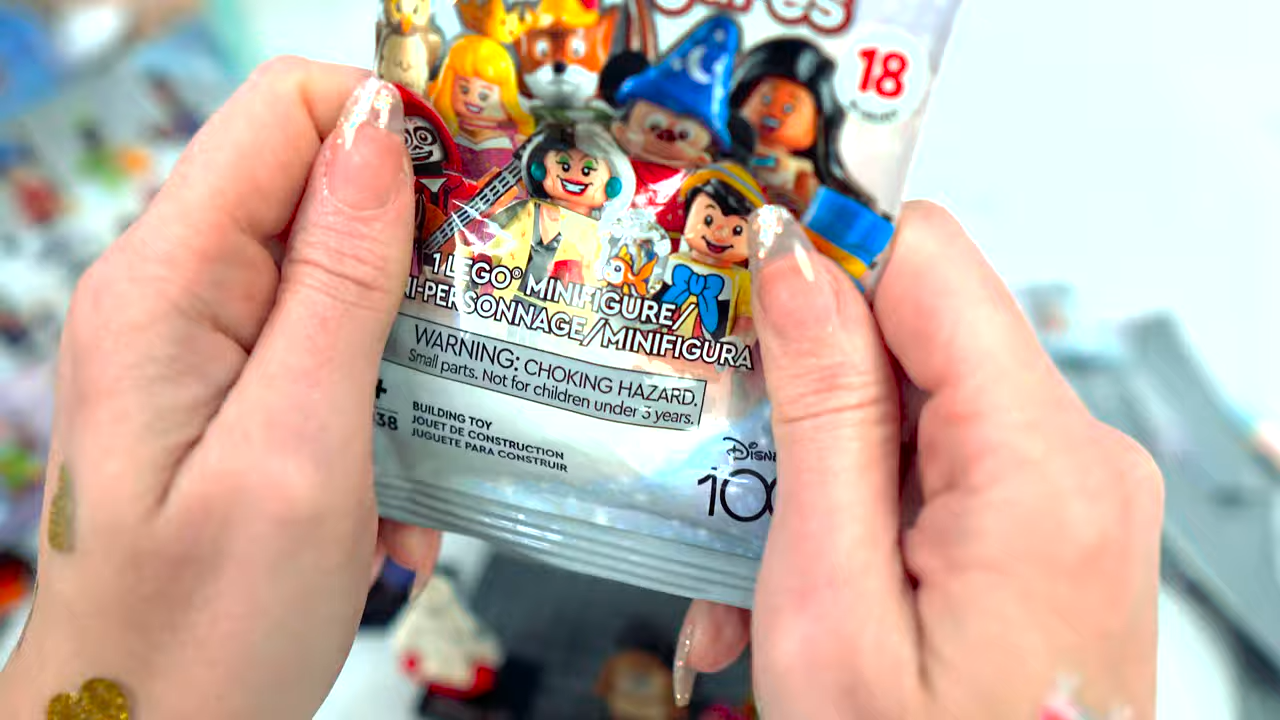 18
1 LEGO® MINIFIGURE/
I-PERSONNAGE/MINIFIGURA
WARNING: CHOKING HAZARD.
Small parts. Not for children under 3 years.
+
38
BUILDING TOY
JOUET DE CONSTRUCTION
JUGUETE PARA CONSTRUIR
Disne
100